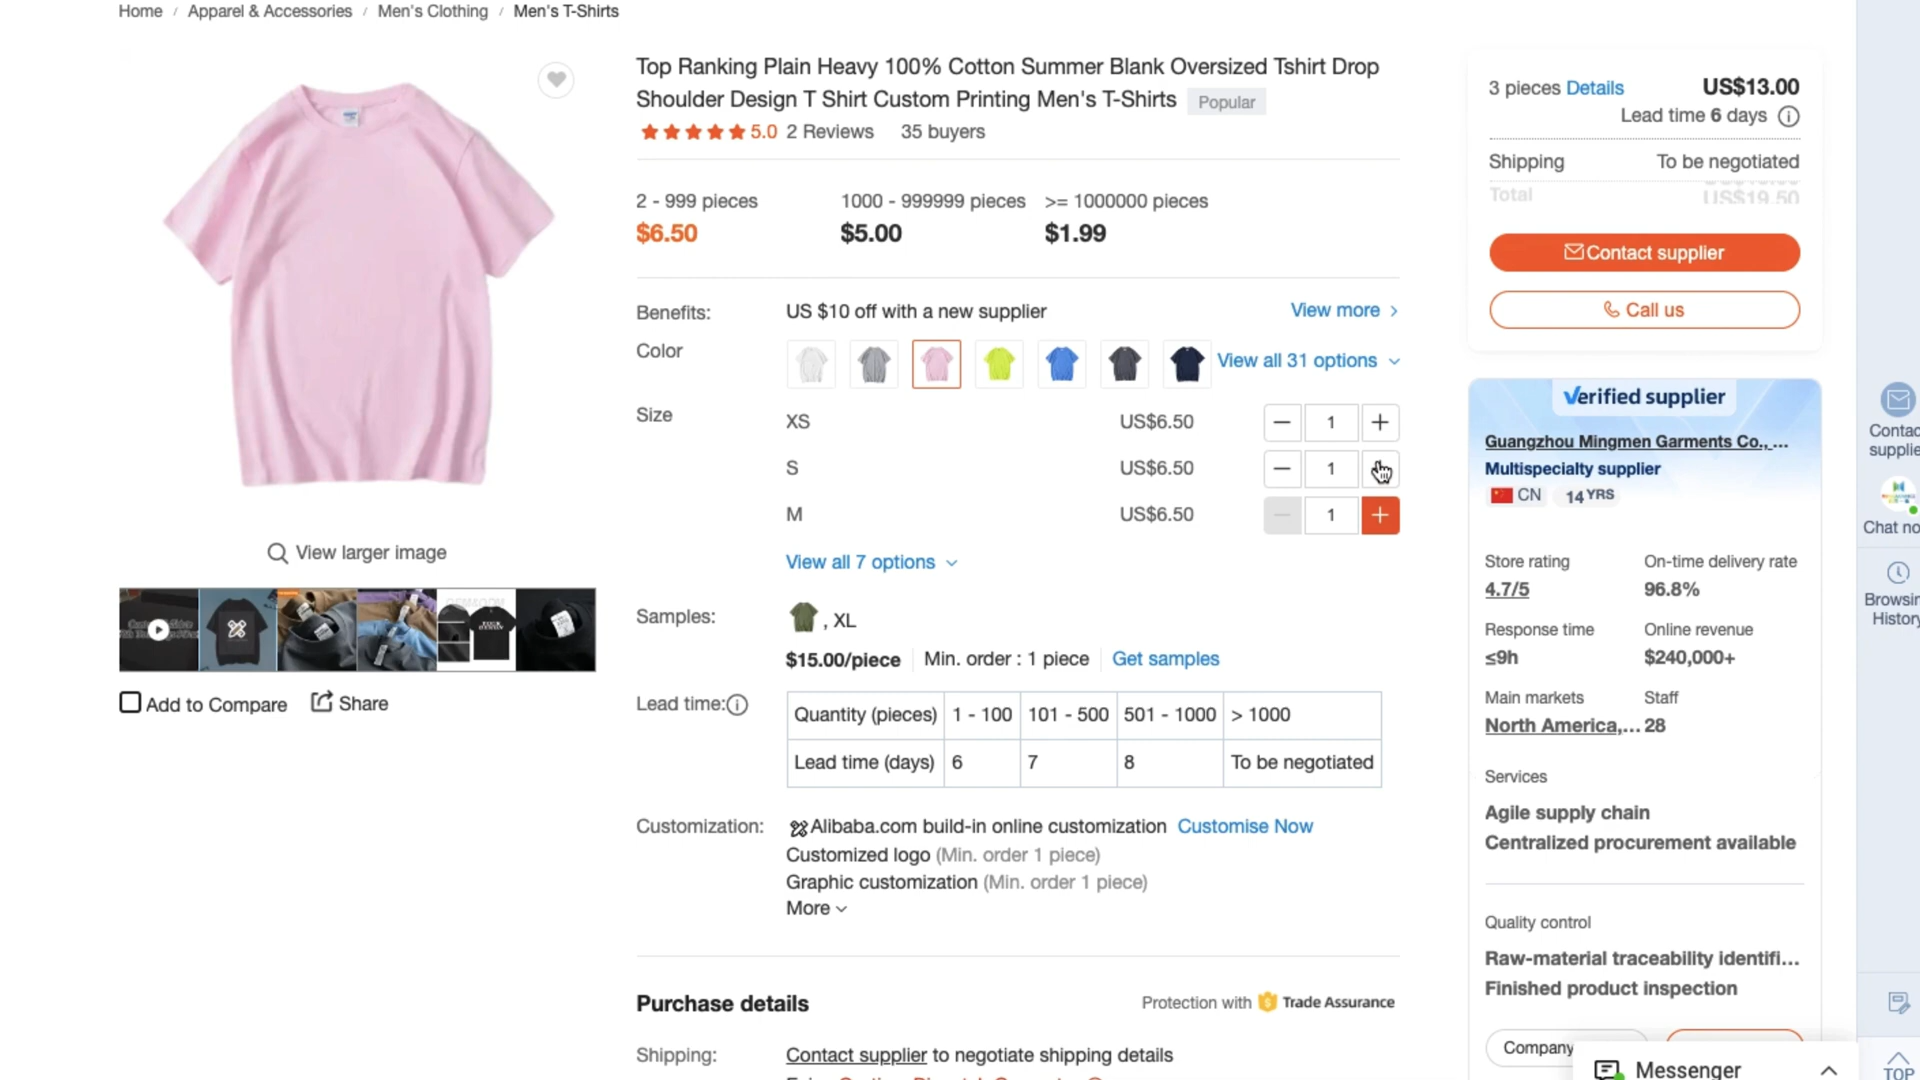 Home / Apparel & Accessories / Men's Clothing / Men's T-Shirts
Top Ranking Plain Heavy 100% Cotton Summer Blank Oversized Tshirt Drop
Shoulder Design T Shirt Custom Printing Men's T-Shirts Popular
5.0 2 Reviews 35 buyers
2 - 999 pieces 1000 - 999999 pieces >= 1000000 pieces
$6.50 $5.00 $1.99
Benefits: US $10 off with a new supplier View more >
Color View all 31 options
Size XS US$6.50 — 1 +
S US$6.50 — 1
M US$6.50 — 1 +
View all 7 options
Samples: , XL
$15.00/piece Min. order : 1 piece Get samples
Lead time:
Quantity (pieces) 1 - 100 101 - 500 501 - 1000 > 1000
Lead time (days) 6 7 8 To be negotiated
Customization: Alibaba.com build-in online customization Customise Now
Customized logo (Min. order 1 piece)
Graphic customization (Min. order 1 piece)
More
Purchase details Protection with Trade Assurance
Shipping: Contact supplier to negotiate shipping details
View larger image
Add to Compare Share
3 pieces Details US$13.00
Lead time 6 days
Shipping To be negotiated
Total US$19.50
Contact supplier
Call us
Verified supplier
Guangzhou Mingmen Garments Co., ...
Multispecialty supplier
CN 14 YRS
Store rating On-time delivery rate
4.7/5 96.8%
Response time Online revenue
≤9h $240,000+
Main markets Staff
North America,... 28
Services
Agile supply chain
Centralized procurement available
Quality control
Raw-material traceability identifi...
Finished product inspection
Company
Messenger
Contac
supplie
Chat no
Browsin
History
TOP